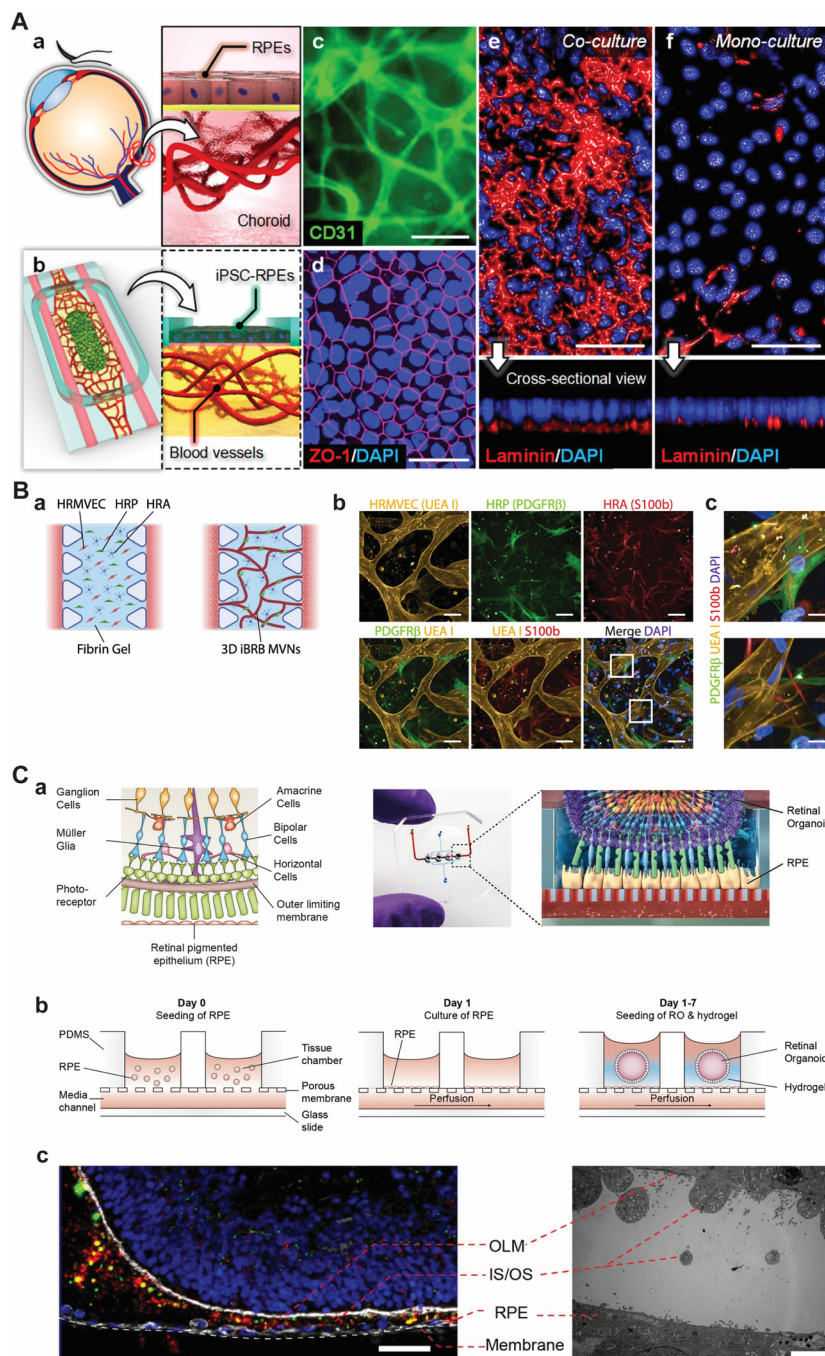 A
a
RPEs
Choroid
b
iPSC-RPEs
Blood vessels
c
CD31
d
ZO-1/DAPI
e
Co-culture
f
Mono-culture
Cross-sectional view
Laminin/DAPI
Laminin/DAPI
B
a
HRMVEC
HRP
HRA
Fibrin Gel
3D iBRB MVNs
b
HRMVEC (UEA I)
HRP (PDGFRβ)
HRA (S100b)
PDGFRβ UEA I
UEA I S100b
Merge DAPI
c
PDGFRβ UEA I S100b DAPI
C
a
Ganglion
Cells
Müller
Glia
Photo-
receptor
Amacrine
Cells
Bipolar
Cells
Horizontal
Cells
Outer limiting
membrane
Retinal pigmented
epithelium (RPE)
Retinal
Organoid
RPE
b
Day 0
Seeding of RPE
PDMS
RPE
Media
channel
Tissue
chamber
Porous
membrane
Glass
slide
Day 1
Culture of RPE
RPE
Perfusion
Day 1-7
Seeding of RO & hydrogel
Retinal
Organoid
Hydrogel
Perfusion
c
OLM
IS/OS
RPE
Membrane